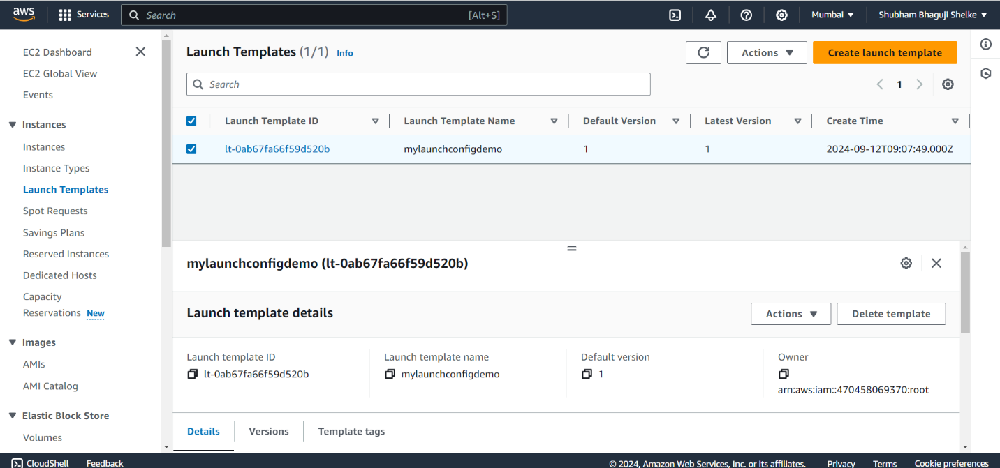 aws Services Search [Alt+S] Mumbai Shubham Bhaguji Shelke
EC2 Dashboard
EC2 Global View
Events
Instances
Instances
Instance Types
Launch Templates
Spot Requests
Savings Plans
Reserved Instances
Dedicated Hosts
Capacity
Reservations New
Images
AMIs
AMI Catalog
Elastic Block Store
Volumes
Launch Templates (1/1) Info Actions Create launch template
Search 1
Launch Template ID Launch Template Name Default Version Latest Version Create Time
lt-0ab67fa66f59d520b mylaunchconfigdemo 1 1 2024-09-12T09:07:49.000Z
mylaunchconfigdemo (lt-0ab67fa66f59d520b)
Launch template details Actions Delete template
Launch template ID Launch template name Default version Owner
lt-0ab67fa66f59d520b mylaunchconfigdemo 1
arn:aws:iam::470458069370:root
Details Versions Template tags
CloudShell Feedback © 2024, Amazon Web Services, Inc. or its affiliates. Privacy Terms Cookie preferences